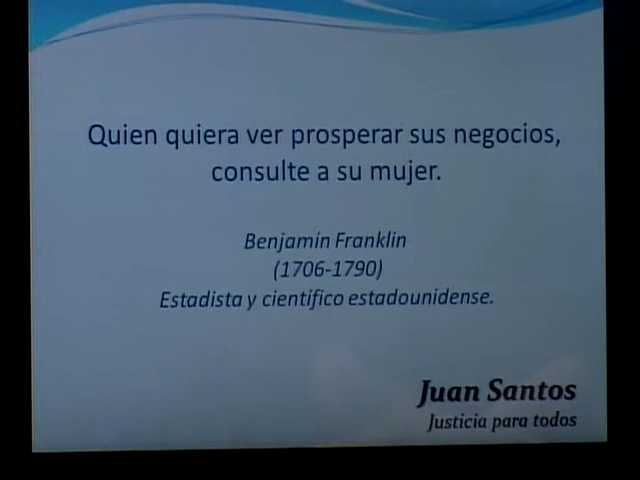 Quien quiera ver prosperar sus negocios,
consulte a su mujer.
Benjamín Franklin
(1706-1790)
Estadista y científico estadounidense.
Juan Santos
Justicia para todos